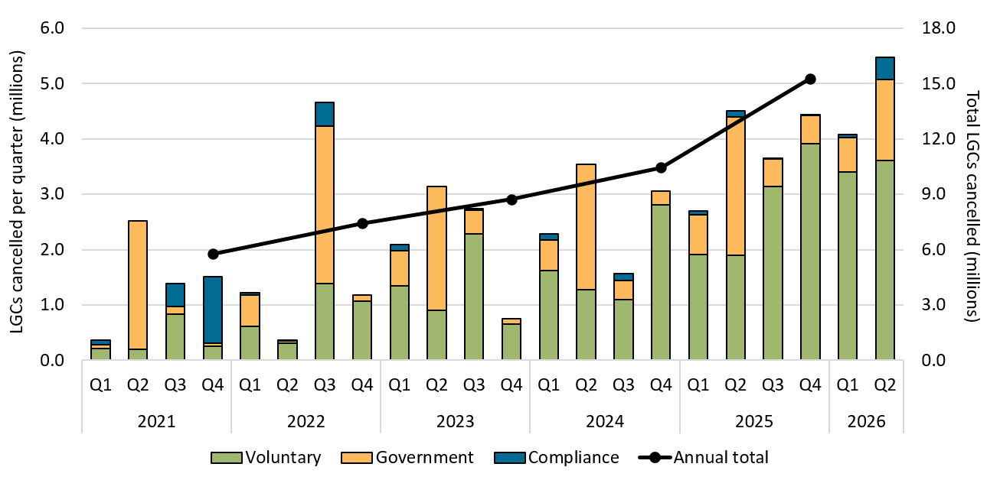 6.0
5.0
4.0
3.0
2.0
1.0
0.0
LGCs cancelled per quarter (millions)
18.0
15.0
12.0
9.0
6.0
3.0
0.0
Total LGCs cancelled (millions)
Q1 Q2 Q3 Q4 Q1 Q2 Q3 Q4 Q1 Q2 Q3 Q4 Q1 Q2 Q3 Q4 Q1 Q2 Q3 Q4 Q1 Q2
2021 2022 2023 2024 2025 2026
Voluntary Government Compliance Annual total